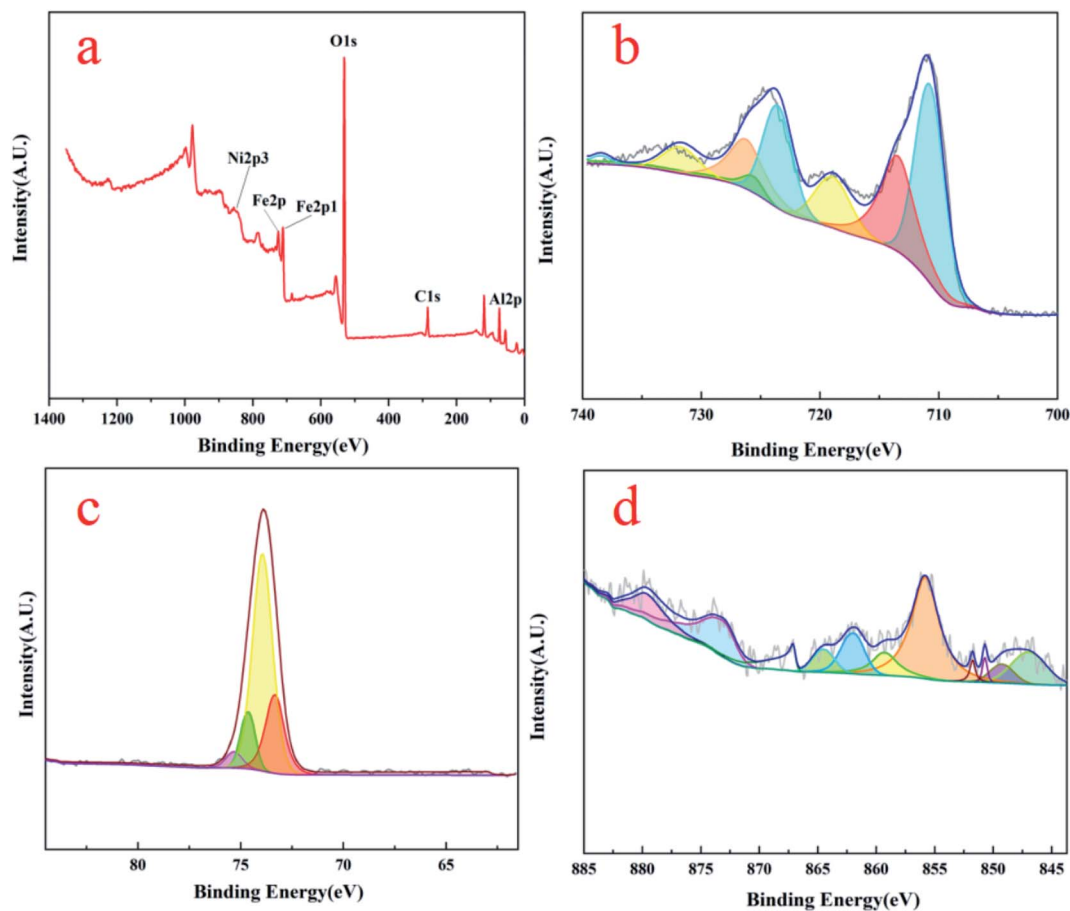 a
O1s
Ni2p3
Fe2p
Fe2p1
C1s
Al2p
Intensity(A.U.)
1400 1200 1000 800 600 400 200 0
Binding Energy(eV)
b
Intensity(A.U.)
740 730 720 710 700
Binding Energy(eV)
c
Intensity(A.U.)
80 75 70 65
Binding Energy(eV)
d
Intensity(A.U.)
885 880 875 870 865 860 855 850 845
Binding Energy(eV)